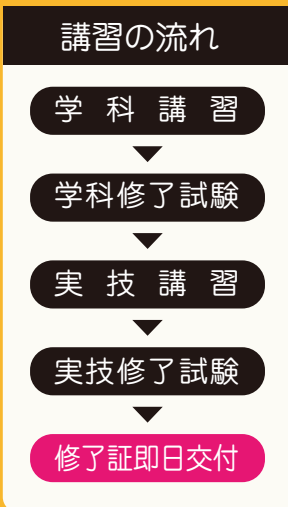 講習の流れ
学科講習
学科修了試験
実技講習
実技修了試験
修了証即日交付